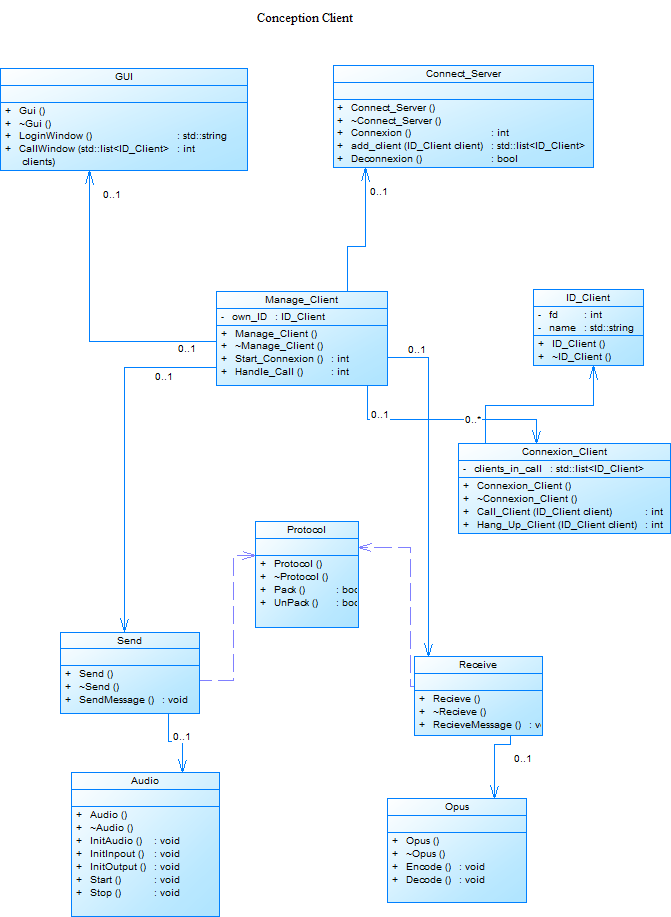 Conception Client
GUI
+ Gui ()
+ ~Gui ()
+ LoginWindow () : std::string
+ CallWindow (std::list<ID_Client> : int
clients)
Connect_Server
+ Connect_Server ()
+ ~Connect_Server ()
+ Connexion () : int
+ add_client (ID_Client client) : std::list<ID_Client>
+ Deconnexion () : bool
0..1
0..1
Manage_Client
- own_ID : ID_Client
+ Manage_Client ()
+ ~Manage_Client ()
+ Start_Connexion () : int
+ Handle_Call () : int
ID_Client
- fd : int
- name : std::string
+ ID_Client ()
+ ~ID_Client ()
0..1
0..1
0..1
0..1
0..*
Connexion_Client
- clients_in_call : std::list<ID_Client>
+ Connexion_Client ()
+ ~Connexion_Client ()
+ Call_Client (ID_Client client) : int
+ Hang_Up_Client (ID_Client client) : int
Protocol
+ Protocol ()
+ ~Protocol ()
+ Pack () : boo
+ UnPack () : boo
Send
+ Send ()
+ ~Send ()
+ SendMessage () : void
Receive
+ Recieve ()
+ ~Recieve ()
+ RecieveMessage () : v
0..1
0..1
Audio
+ Audio ()
+ ~Audio ()
+ InitAudio () : void
+ InitInpout () : void
+ InitOutput () : void
+ Start () : void
+ Stop () : void
Opus
+ Opus ()
+ ~Opus ()
+ Encode () : void
+ Decode () : void